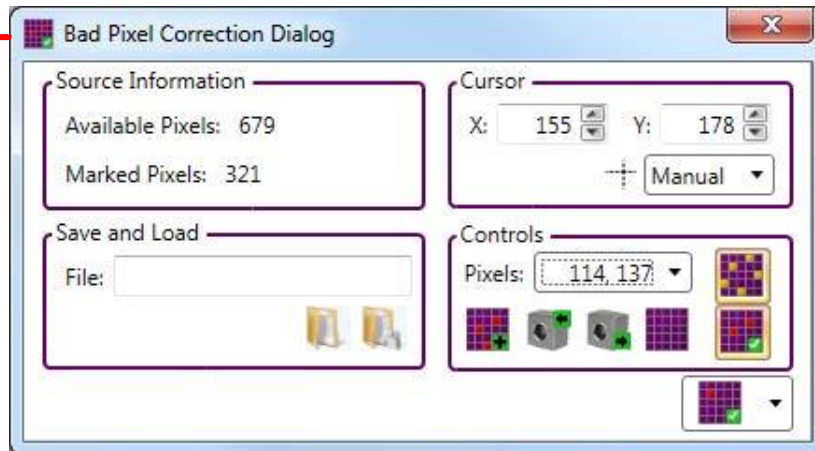 Bad Pixel Correction Dialog
Source Information
Available Pixels: 679
Marked Pixels: 321
Cursor
X: 155 Y: 178
Manual
Save and Load
File:
Controls
Pixels: 114, 137